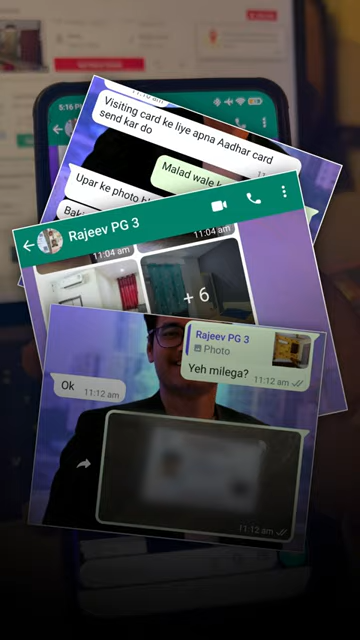 5:16 PM
Visiting card ke liye apna Aadhar card
send kar do
Malad wale
Upar ke photo
Rajeev PG 3
11:04 am
11:04 am
+ 6
Rajeev PG 3
Photo
Yeh milega?
11:12 am
Ok
11:12 am
11:12 am